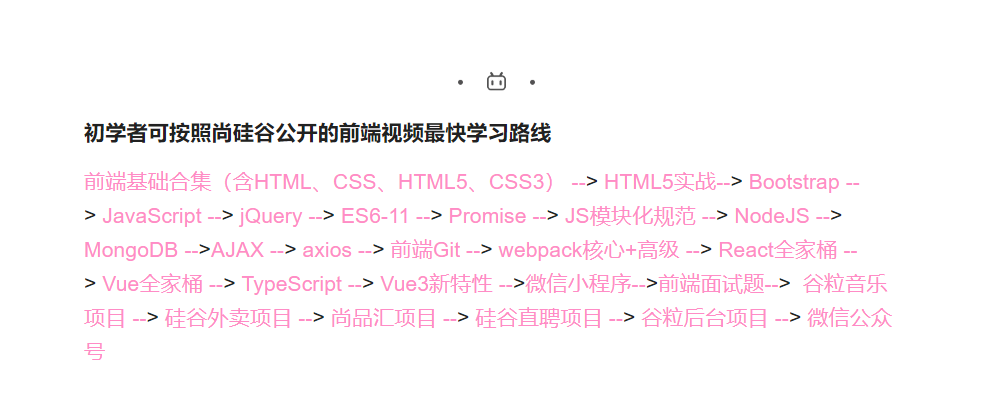 初学者可按照尚硅谷公开的前端视频最快学习路线
前端基础合集（含HTML、CSS、HTML5、CSS3） --> HTML5实战--> Bootstrap --
> JavaScript --> jQuery --> ES6-11 --> Promise --> JS模块化规范 --> NodeJS -->
MongoDB -->AJAX --> axios --> 前端Git --> webpack核心+高级 --> React全家桶 --
> Vue全家桶 --> TypeScript --> Vue3新特性 -->微信小程序-->前端面试题--> 谷粒音乐
项目 --> 硅谷外卖项目 --> 尚品汇项目 --> 硅谷直聘项目 --> 谷粒后台项目 --> 微信公众
号